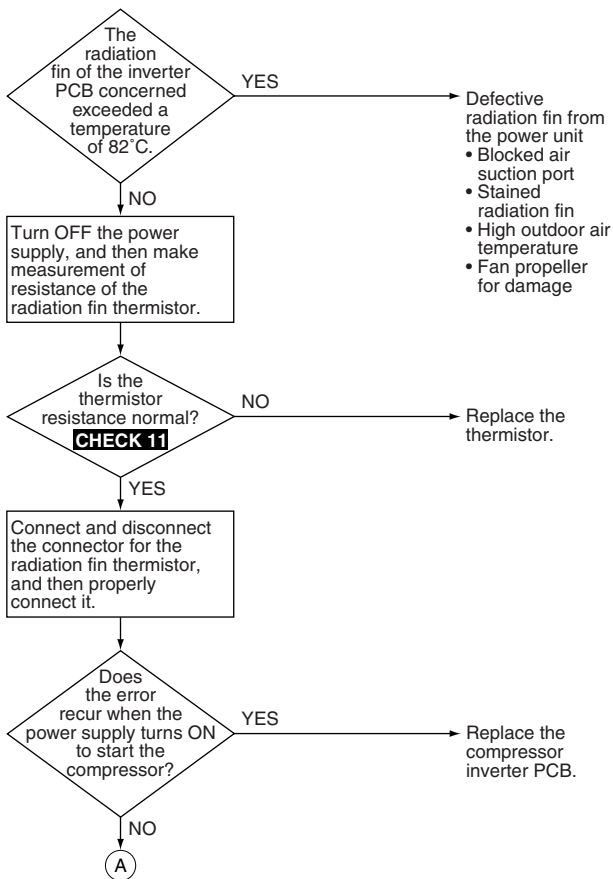 The
radiation
fin of the inverter
PCB concerned
exceeded a
temperature
of 82˚C.
YES
Defective
radiation fin from
the power unit
• Blocked air
suction port
• Stained
radiation fin
• High outdoor air
temperature
• Fan propeller
for damage
NO
Turn OFF the power
supply, and then make
measurement of
resistance of the
radiation fin thermistor.
Is the
thermistor
resistance normal?
CHECK 11
NO
Replace the
thermistor.
YES
Connect and disconnect
the connector for the
radiation fin thermistor,
and then properly
connect it.
Does
the error
recur when the
power supply turns ON
to start the
compressor?
YES
Replace the
compressor
inverter PCB.
NO
A